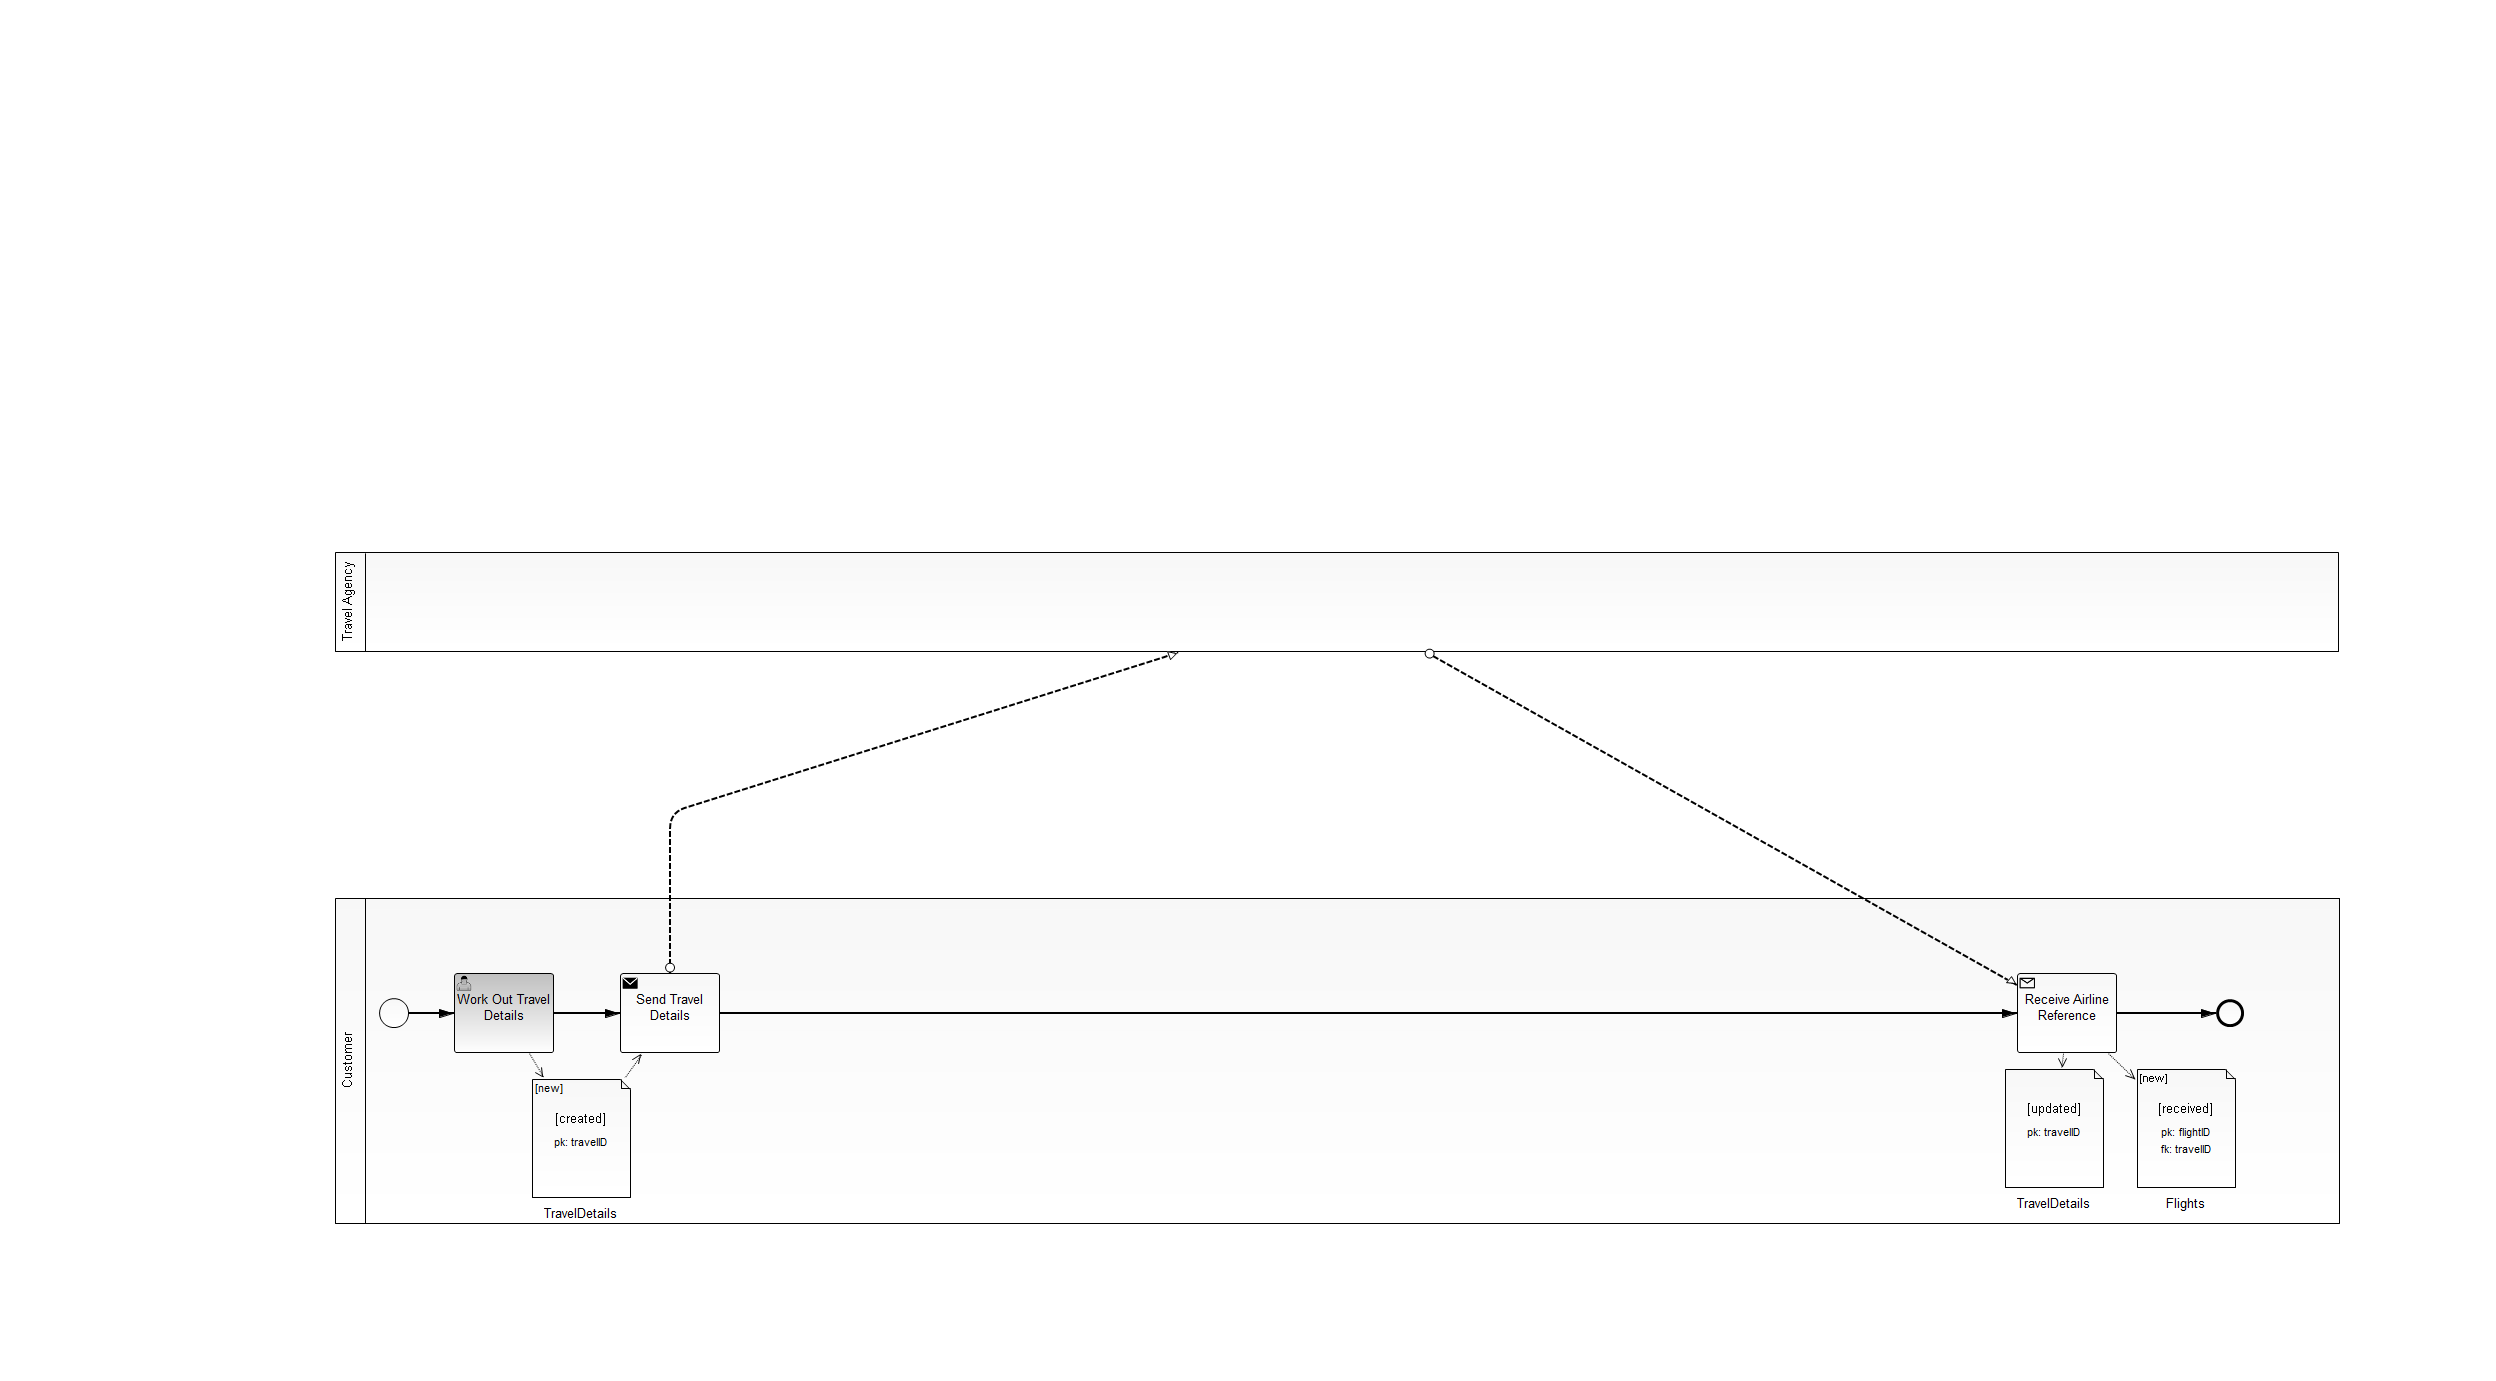 Travel Agency
Customer
Work Out Travel
Details
Send Travel
Details
Receive Airline
Reference
[new]
[created]
pk: travelID
TravelDetails
[updated]
pk: travelID
TravelDetails
[new]
[received]
pk: flightID
fk: travelID
Flights